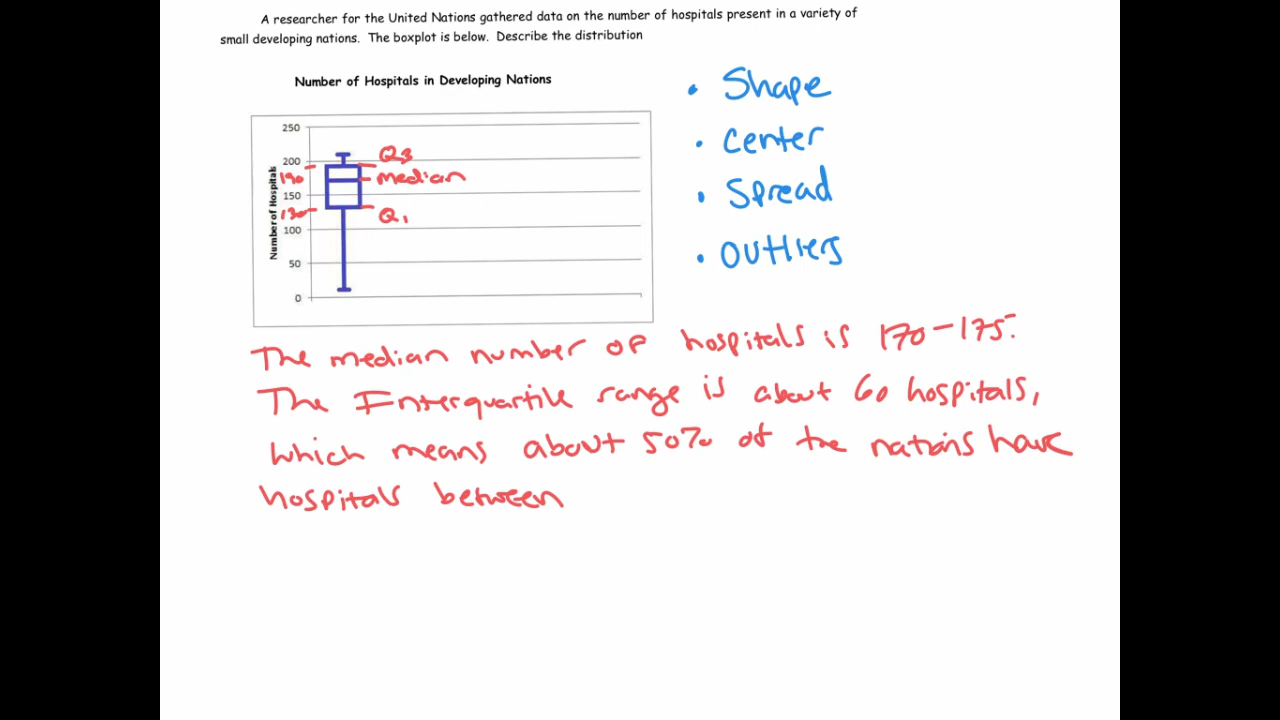 A researcher for the United Nations gathered data on the number of hospitals present in a variety of
small developing nations. The boxplot is below. Describe the distribution
Number of Hospitals in Developing Nations
Number of Hospitals
250
200
150
100
50
0
190
130
Q3
median
Q1
• Shape
• Center
• Spread
• Outliers
The median number of hospitals is 170-175.
The Interquartile range is about 60 hospitals,
which means about 50% of the nations have
hospitals between